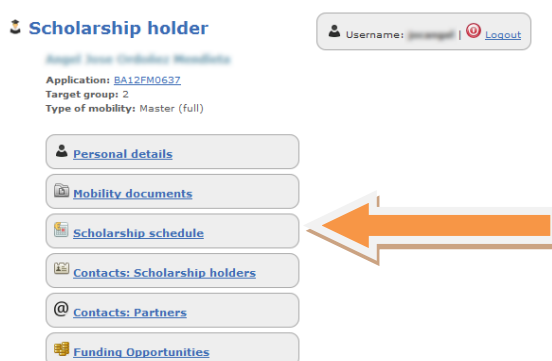 Scholarship holder
Username: | Logout
Application: BA12FM0637
Target group: 2
Type of mobility: Master (full)
Personal details
Mobility documents
Scholarship schedule
Contacts: Scholarship holders
@ Contacts: Partners
Funding Opportunities